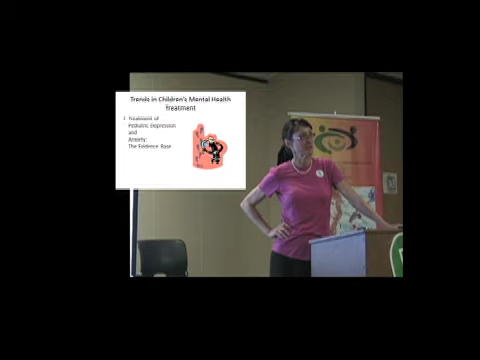 Trends in Children's Mental Health
Treatment
Treatment of
Pediatric Depression
and
Anxiety:
The Evidence Base